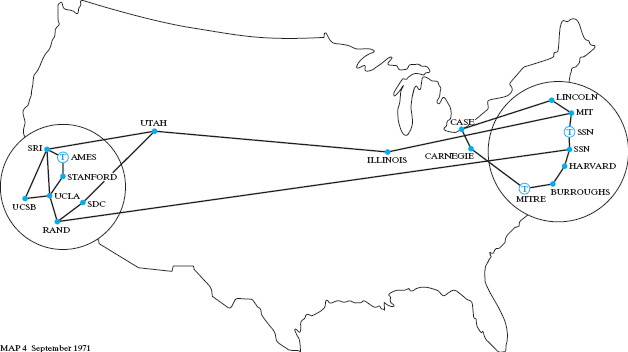 LINCOLN
MIT
CASE
UTAH
T SSN
SRI
T AMES
SSN
ILLINOIS
CARNEGIE
HARVARD
STANFORD
T
BURROUGHS
UCLA
MITRE
SDC
UCSB
RAND
MAP 4 September 1971